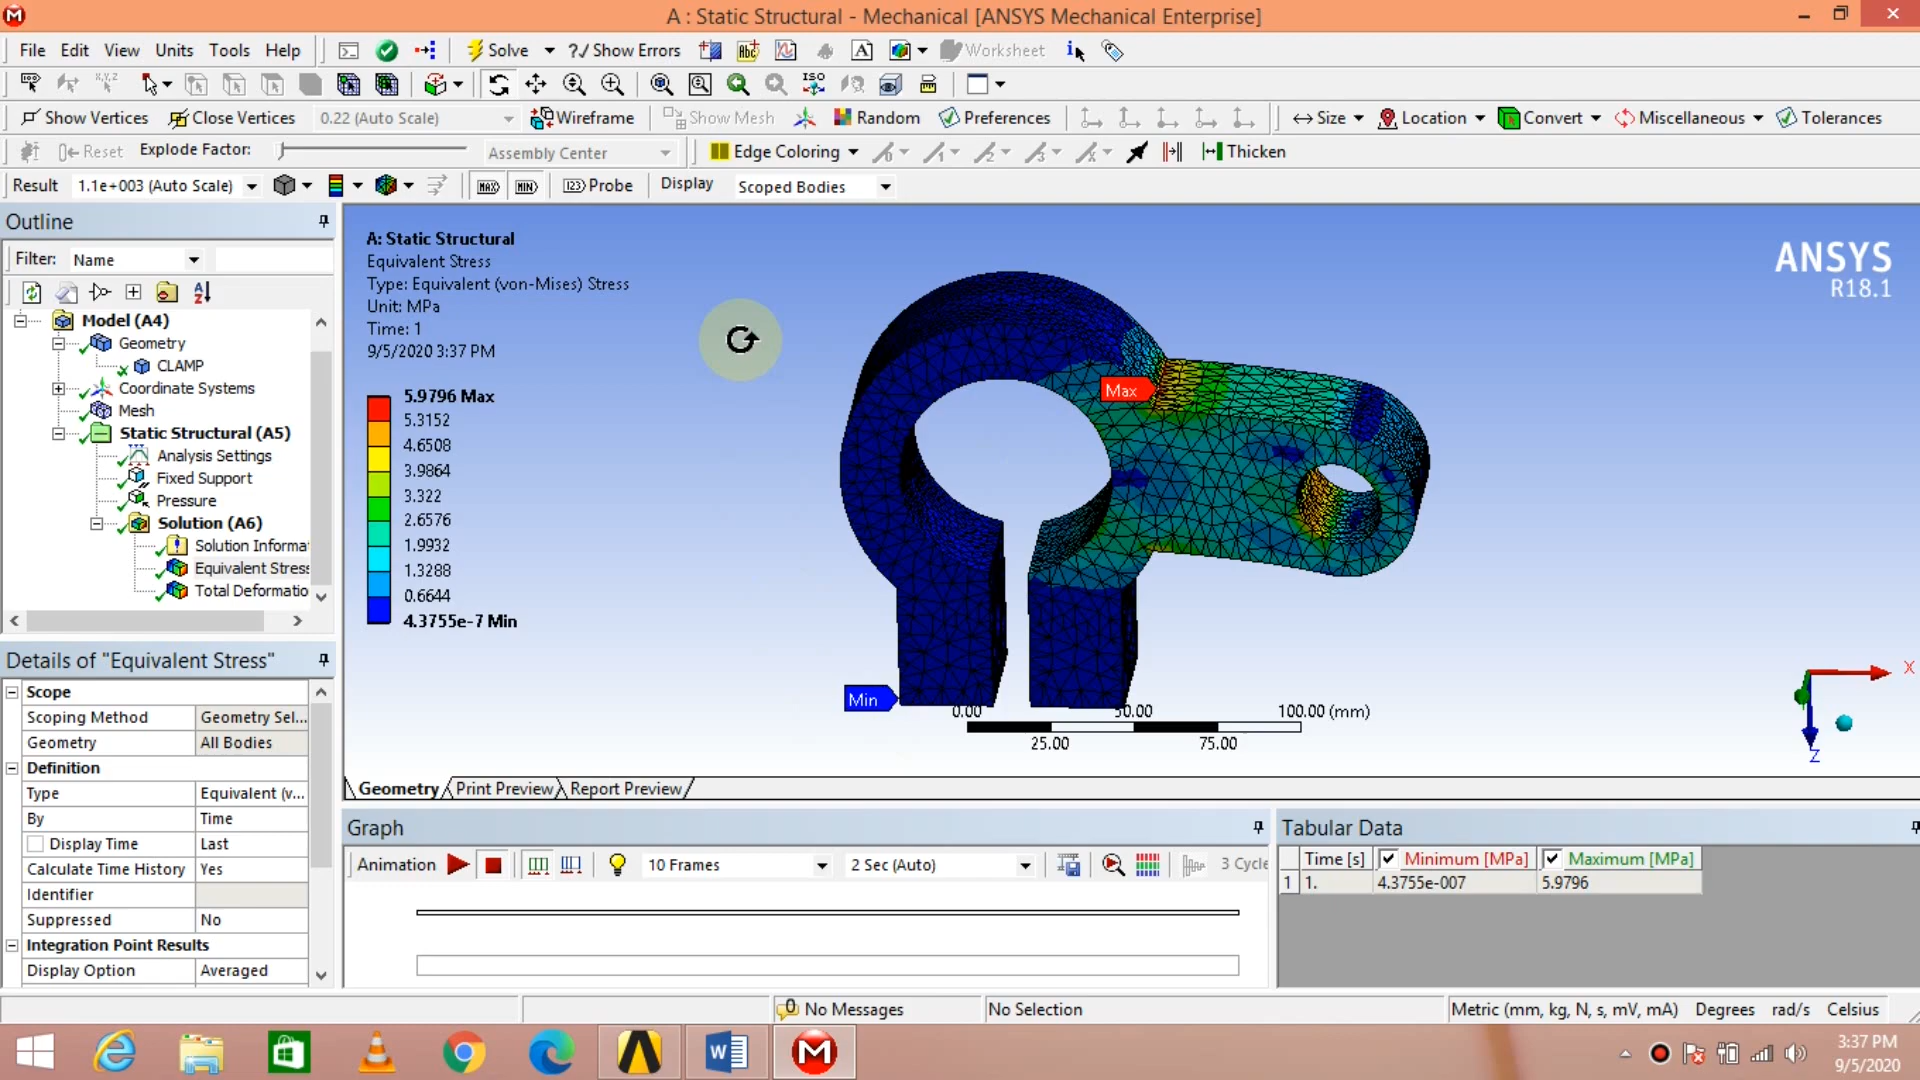 A : Static Structural - Mechanical [ANSYS Mechanical Enterprise]
File Edit View Units Tools Help Solve ?/ Show Errors Worksheet
ISO
Show Vertices Close Vertices 0.22 (Auto Scale) Wireframe Show Mesh Random Preferences Size Location Convert Miscellaneous Tolerances
Reset Explode Factor: Assembly Center Edge Coloring Thicken
Result 1.1e+003 (Auto Scale) MAX MIN Probe Display Scoped Bodies
Outline
Filter: Name
Model (A4)
Geometry
CLAMP
Coordinate Systems
Mesh
Static Structural (A5)
Analysis Settings
Fixed Support
Pressure
Solution (A6)
Solution Informa
Equivalent Stress
Total Deformatio
Details of "Equivalent Stress"
Scope
Scoping Method Geometry Sel...
Geometry All Bodies
Definition
Type Equivalent (v...
By Time
Display Time Last
Calculate Time History Yes
Identifier
Suppressed No
Integration Point Results
Display Option Averaged
A: Static Structural
Equivalent Stress
Type: Equivalent (von-Mises) Stress
Unit: MPa
Time: 1
9/5/2020 3:37 PM
5.9796 Max
5.3152
4.6508
3.9864
3.322
2.6576
1.9932
1.3288
0.6644
4.3755e-7 Min
ANSYS
R18.1
Max
Min
0.00 50.00 100.00 (mm)
25.00 75.00
X
Z
Geometry Print Preview Report Preview
Graph
Animation 10 Frames 2 Sec (Auto) 3 Cycle
Tabular Data
Time [s] Minimum [MPa] Maximum [MPa]
1 1. 4.3755e-007 5.9796
No Messages No Selection Metric (mm, kg, N, s, mV, mA) Degrees rad/s Celsius
3:37 PM
9/5/2020